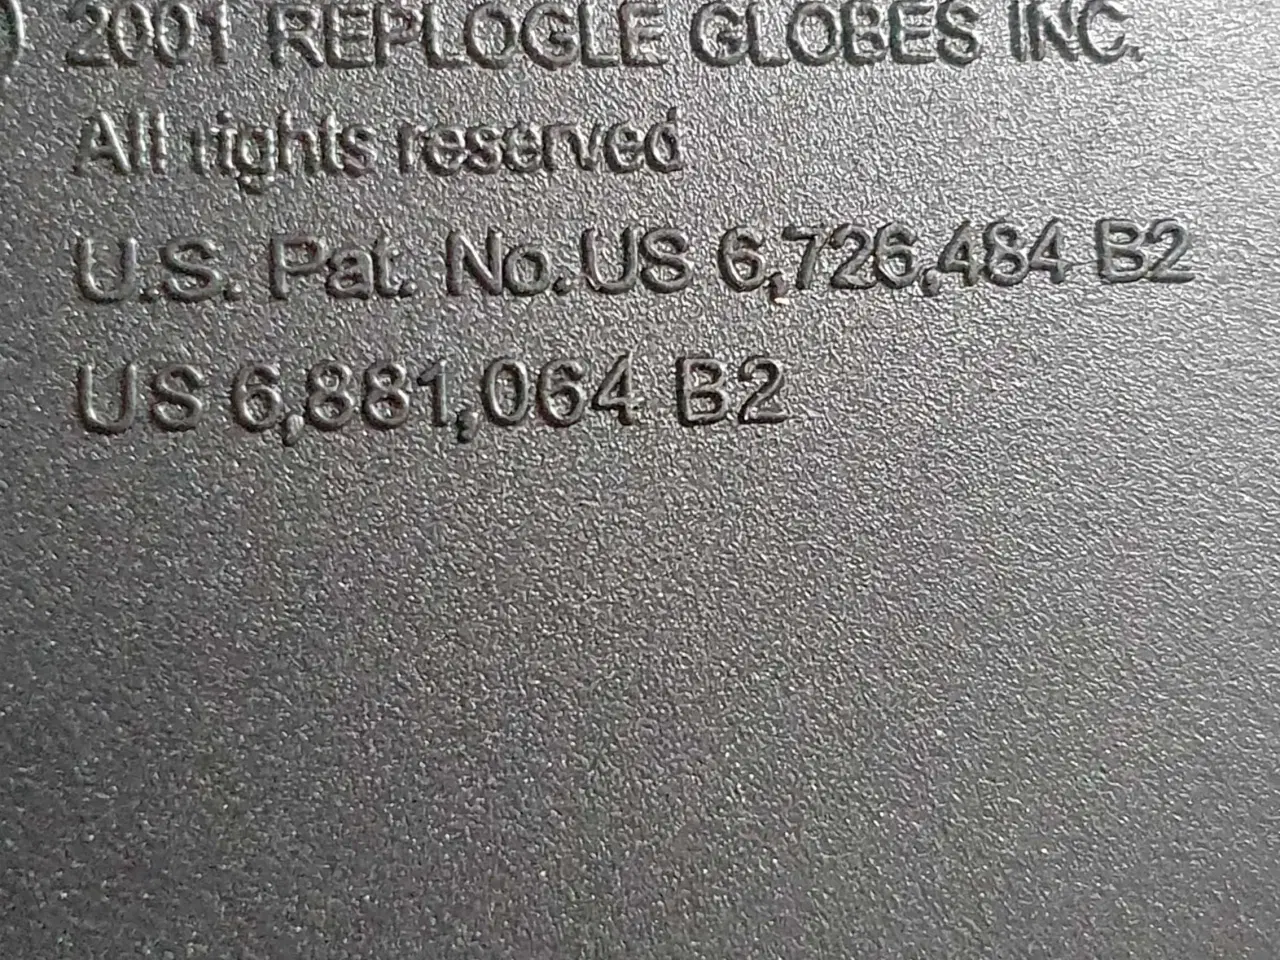 ) 2001 REPLOGLE GLOBES INC.
All rights reserved
U.S. Pat. No. US 6,726,484 B2
US 6,881,064 B2